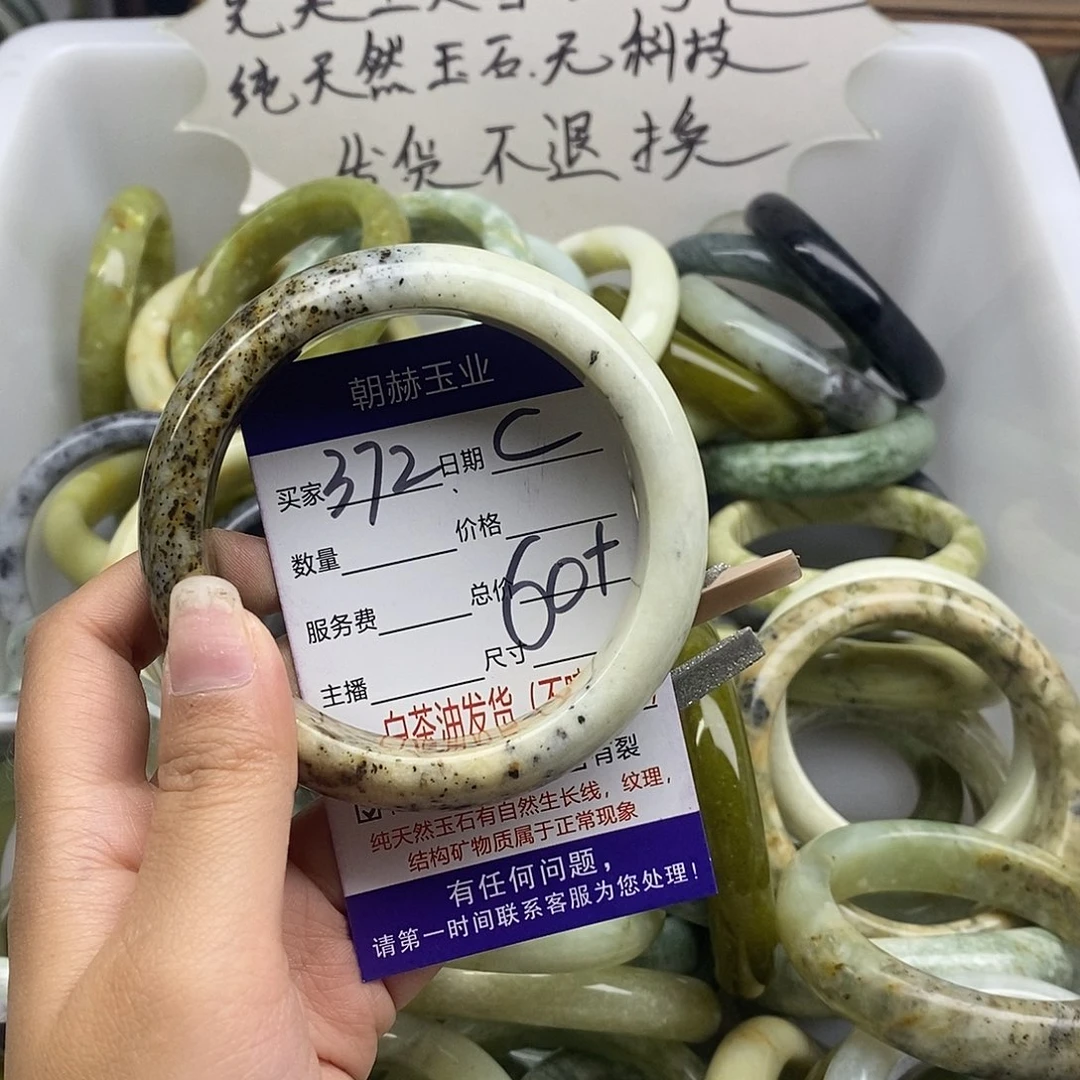 纯天然玉石.无科技
发货不退换
朝赫玉业
买家 372 日期 C
数量 价格
服务费 总价 60+
主播 尺寸
白茶油发货(不
有裂
纯天然玉石有自然生长线，纹理，
结构矿物质属于正常现象
有任何问题，
请第一时间联系客服为您处理!